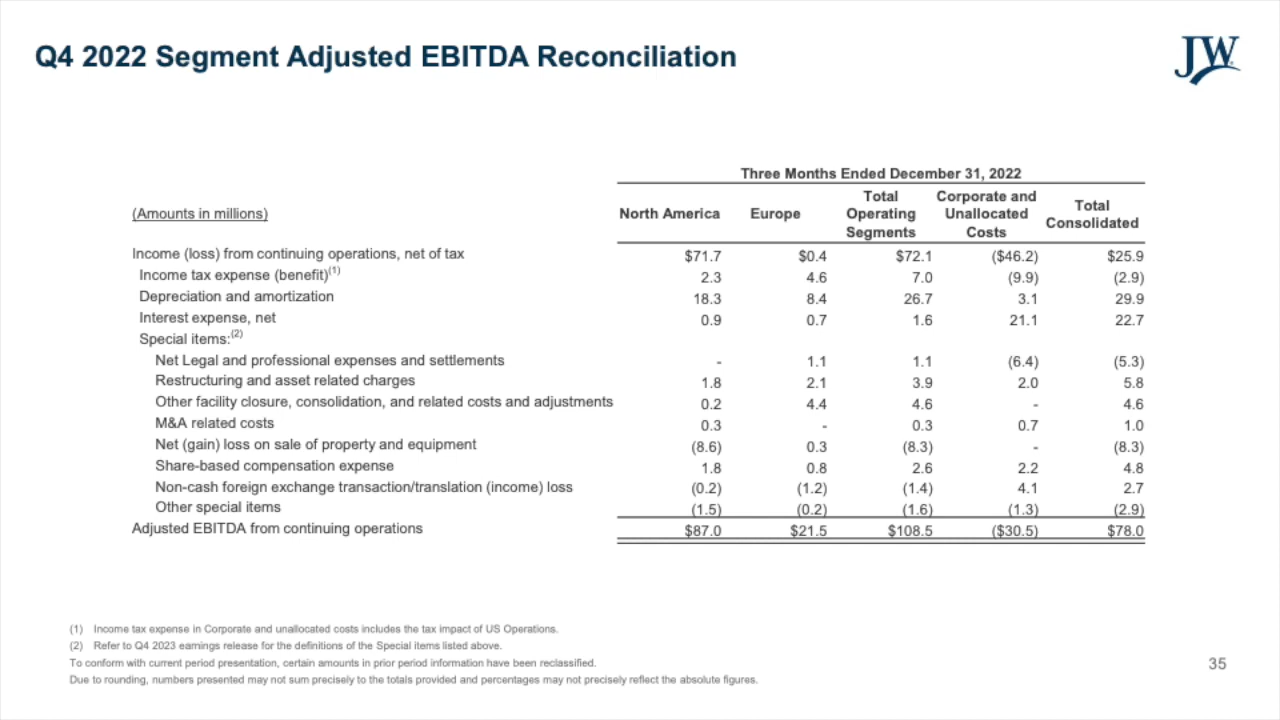 Q4 2022 Segment Adjusted EBITDA Reconciliation
JW
Three Months Ended December 31, 2022
(Amounts in millions) North America Europe Total Operating Segments Corporate and Unallocated Costs Total Consolidated
Income (loss) from continuing operations, net of tax $71.7 $0.4 $72.1 ($46.2) $25.9
Income tax expense (benefit)(1) 2.3 4.6 7.0 (9.9) (2.9)
Depreciation and amortization 18.3 8.4 26.7 3.1 29.9
Interest expense, net 0.9 0.7 1.6 21.1 22.7
Special items:(2)
Net Legal and professional expenses and settlements - 1.1 1.1 (6.4) (5.3)
Restructuring and asset related charges 1.8 2.1 3.9 2.0 5.8
Other facility closure, consolidation, and related costs and adjustments 0.2 4.4 4.6 - 4.6
M&A related costs 0.3 - 0.3 0.7 1.0
Net (gain) loss on sale of property and equipment (8.6) 0.3 (8.3) - (8.3)
Share-based compensation expense 1.8 0.8 2.6 2.2 4.8
Non-cash foreign exchange transaction/translation (income) loss (0.2) (1.2) (1.4) 4.1 2.7
Other special items (1.5) (0.2) (1.6) (1.3) (2.9)
Adjusted EBITDA from continuing operations $87.0 $21.5 $108.5 ($30.5) $78.0
(1) Income tax expense in Corporate and unallocated costs includes the tax impact of US Operations.
(2) Refer to Q4 2023 earnings release for the definitions of the Special items listed above.
To conform with current period presentation, certain amounts in prior period information have been reclassified.
Due to rounding, numbers presented may not sum precisely to the totals provided and percentages may not precisely reflect the absolute figures.
35